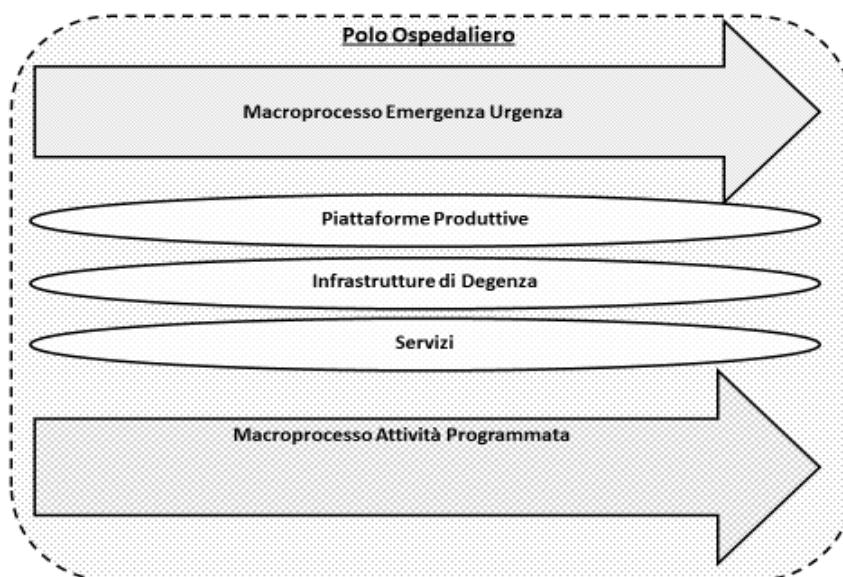 Polo Ospedaliero
Macroprocesso Emergenza Urgenza
Piattaforme Produttive
Infrastrutture di Degenza
Servizi
Macroprocesso Attività Programmata